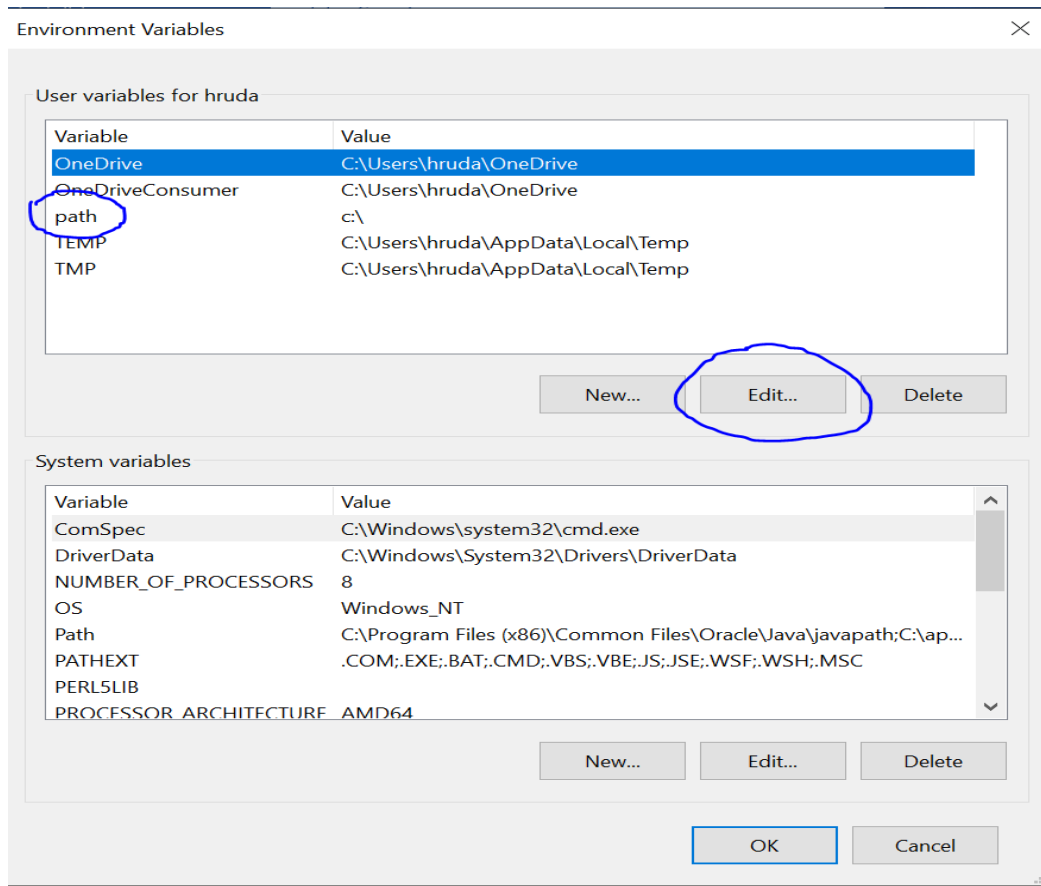 Environment Variables
User variables for hruda
Variable Value
OneDrive C:\Users\hruda\OneDrive
OneDriveConsumer C:\Users\hruda\OneDrive
path c:\
TEMP C:\Users\hruda\AppData\Local\Temp
TMP C:\Users\hruda\AppData\Local\Temp
New... Edit... Delete
System variables
Variable Value
ComSpec C:\Windows\system32\cmd.exe
DriverData C:\Windows\System32\Drivers\DriverData
NUMBER_OF_PROCESSORS 8
OS Windows_NT
Path C:\Program Files (x86)\Common Files\Oracle\Java\javapath;C:\ap...
PATHEXT .COM;.EXE;.BAT;.CMD;.VBS;.VBE;.JS;.JSE;.WSF;.WSH;.MSC
PERL5LIB
PROCESSOR_ARCHITECTURE AMD64
New... Edit... Delete
OK Cancel